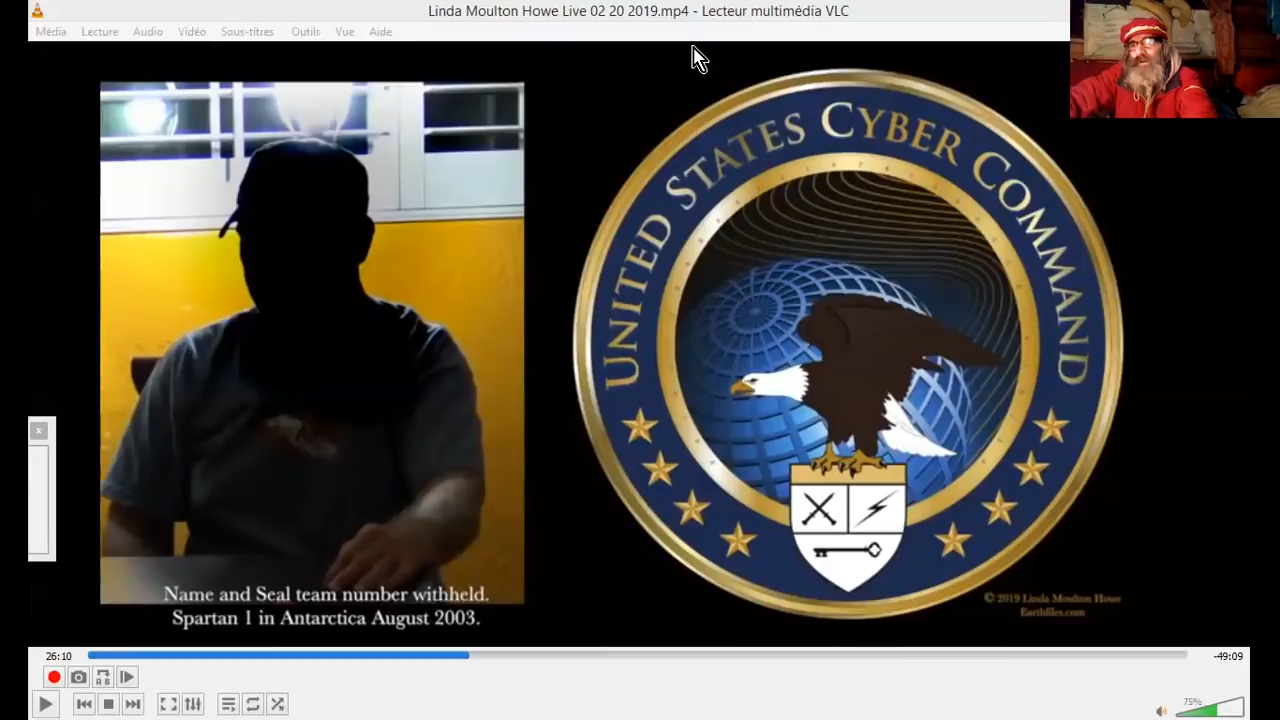 Linda Moulton Howe Live 02 20 2019.mp4 - Lecteur multimédia VLC
Média Lecture Audio Vidéo Sous-titres Outils Vue Aide
UNITED STATES CYBER COMMAND
Name and Seal team number withheld.
Spartan 1 in Antarctica August 2003.
© 2019 Linda Moulton Howe
Earthfiles.com
26:10
-49:09
75%